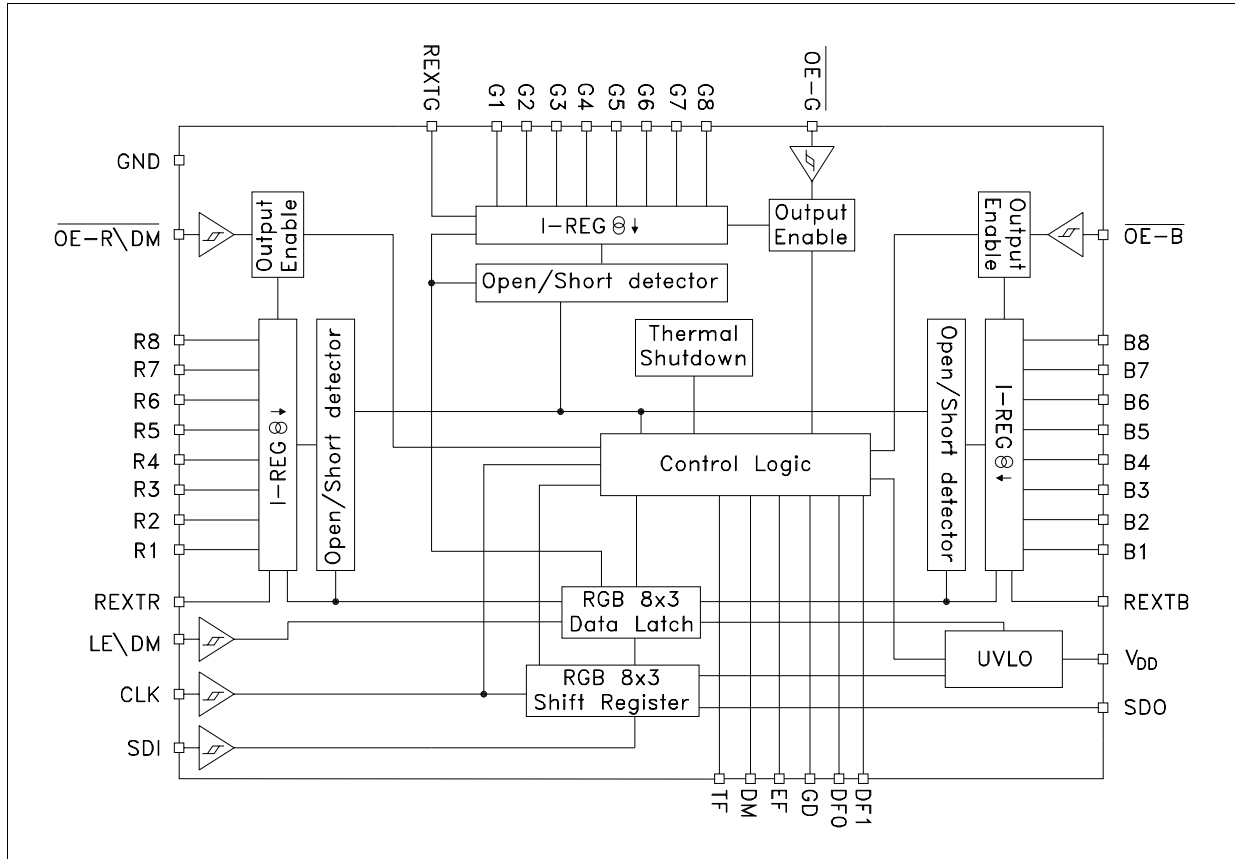 REXTG
G1
G2
G3
G4
G5
G6
G7
G8
OE-G
GND
OE-R\DM
Output
Enable
I-REG
Output
Enable
Output
Enable
OE-B
Open/Short detector
Thermal
Shutdown
R8
R7
R6
R5
R4
R3
R2
R1
I-REG
Open/Short detector
Control Logic
Open/Short detector
I-REG
B8
B7
B6
B5
B4
B3
B2
B1
REXTR
RGB 8x3
Data Latch
REXTB
LE\DM
UVLO
VDD
CLK
RGB 8x3
Shift Register
SDO
SDI
TF
DM
EF
GD
DF0
DF1